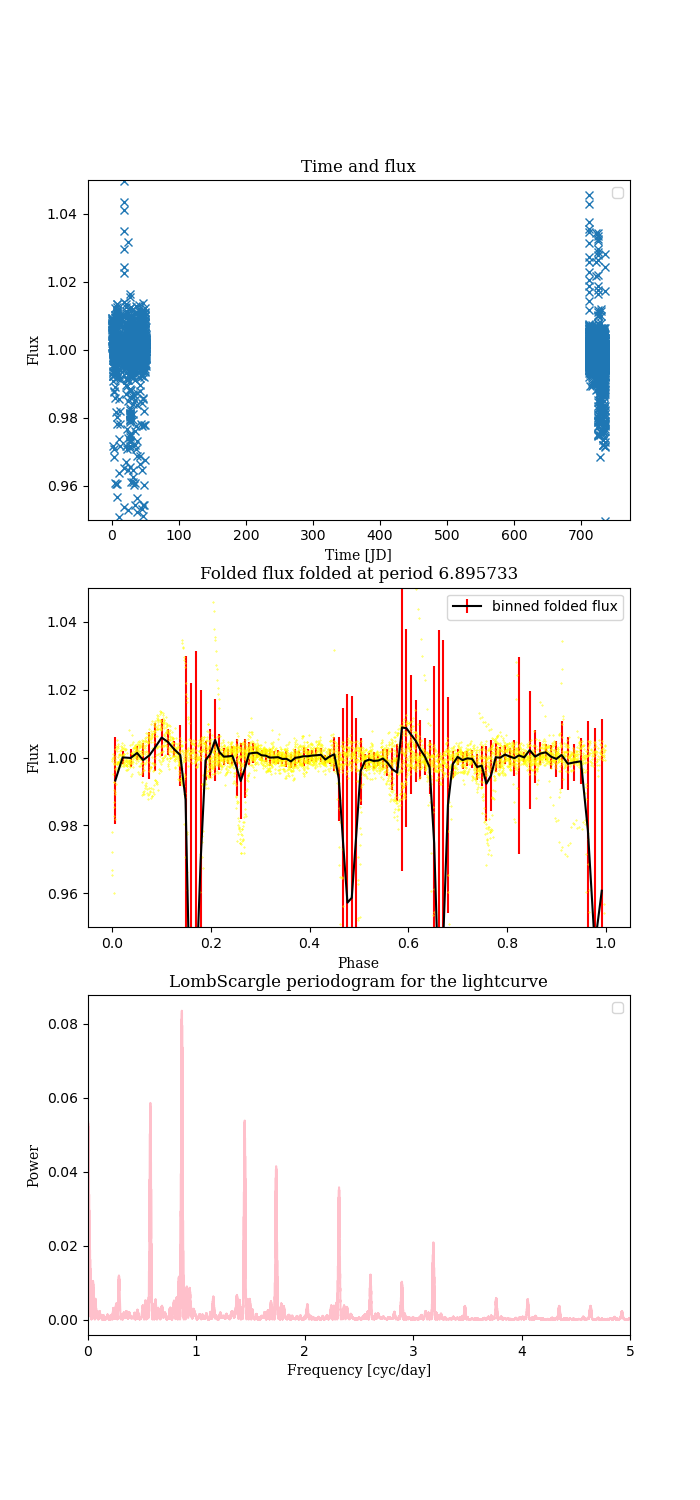 Time and flux
1.04
1.02
1.00
0.98
0.96
Flux
0 100 200 300 400 500 600 700
Time [JD]
Folded flux folded at period 6.895733
binned folded flux
1.04
1.02
1.00
0.98
0.96
Flux
0.0 0.2 0.4 0.6 0.8 1.0
Phase
LombScargle periodogram for the lightcurve
0.08
0.06
0.04
0.02
0.00
Power
0 1 2 3 4 5
Frequency [cyc/day]